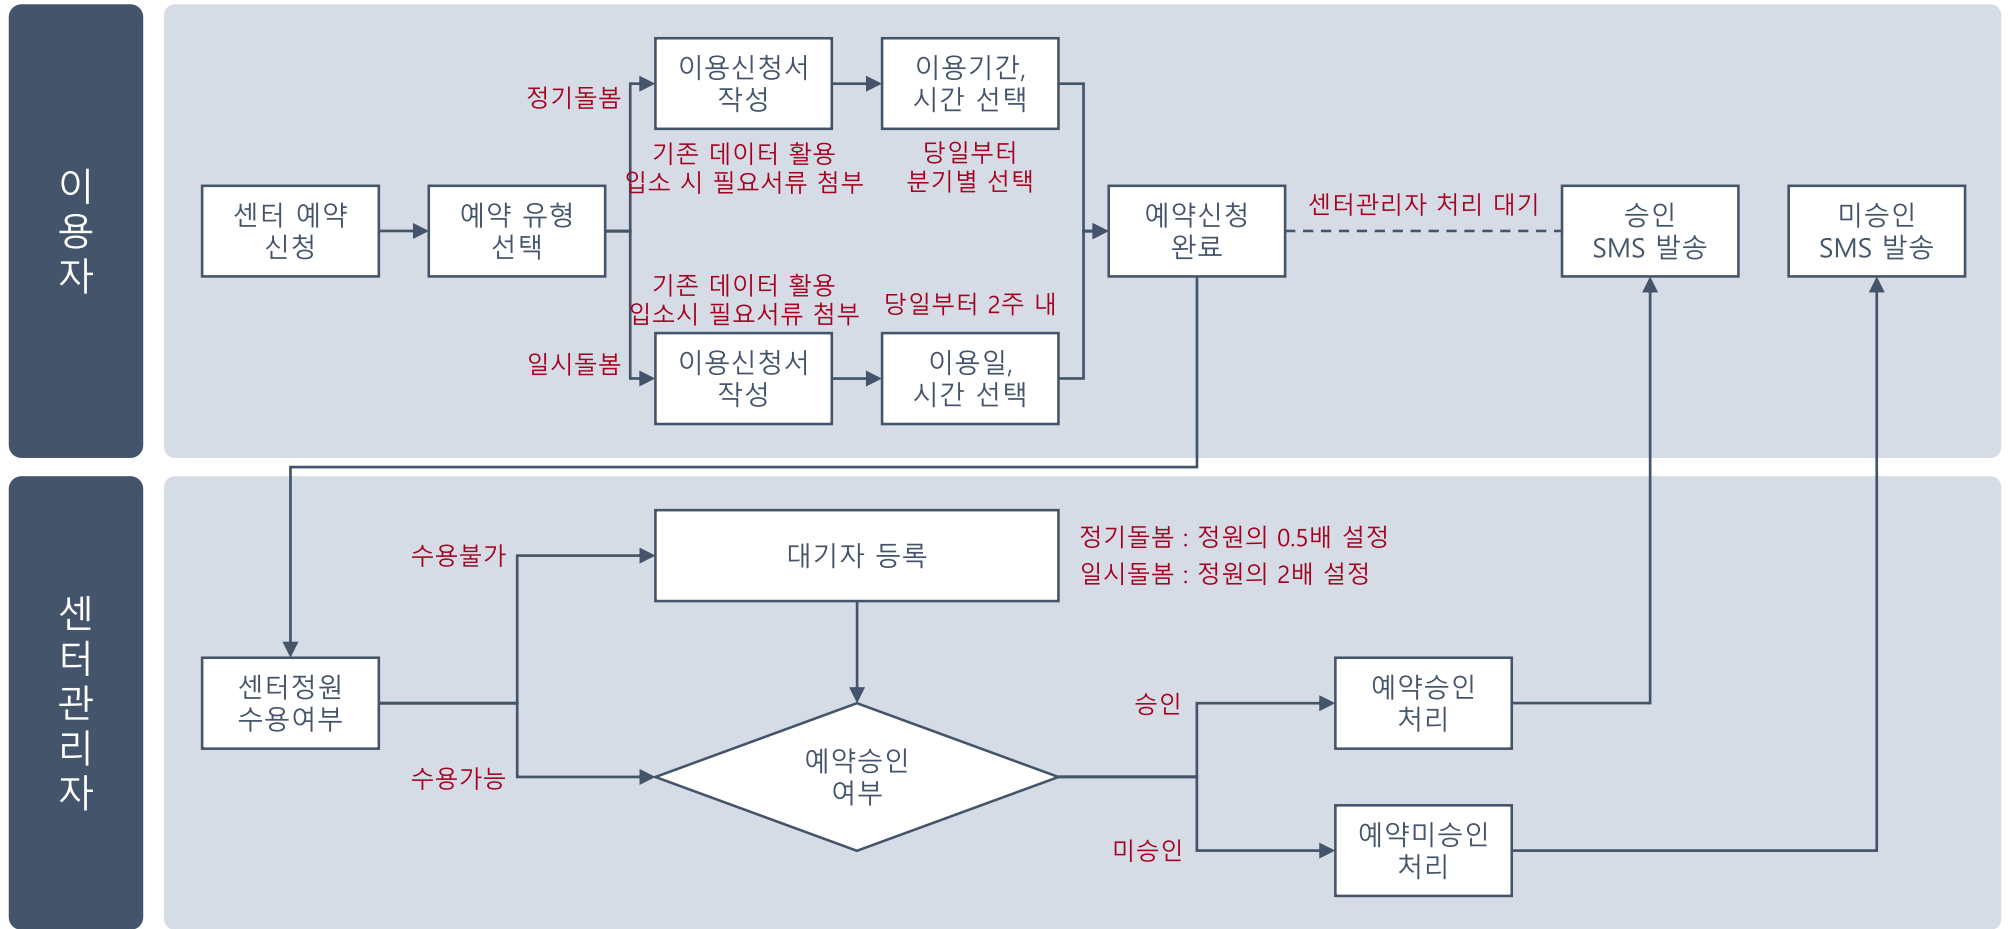 이용자
정기돌봄
이용신청서
작성
이용기간,
시간 선택
기존 데이터 활용
입소 시 필요서류 첨부
당일부터
분기별 선택
센터 예약
신청
예약 유형
선택
예약신청
완료
센터관리자 처리 대기
승인
SMS 발송
미승인
SMS 발송
기존 데이터 활용
입소시 필요서류 첨부
당일부터 2주 내
일시돌봄
이용신청서
작성
이용일,
시간 선택
센터관리자
수용불가
대기자 등록
정기돌봄 : 정원의 0.5배 설정
일시돌봄 : 정원의 2배 설정
센터정원
수용여부
수용가능
예약승인
여부
승인
예약승인
처리
미승인
예약미승인
처리